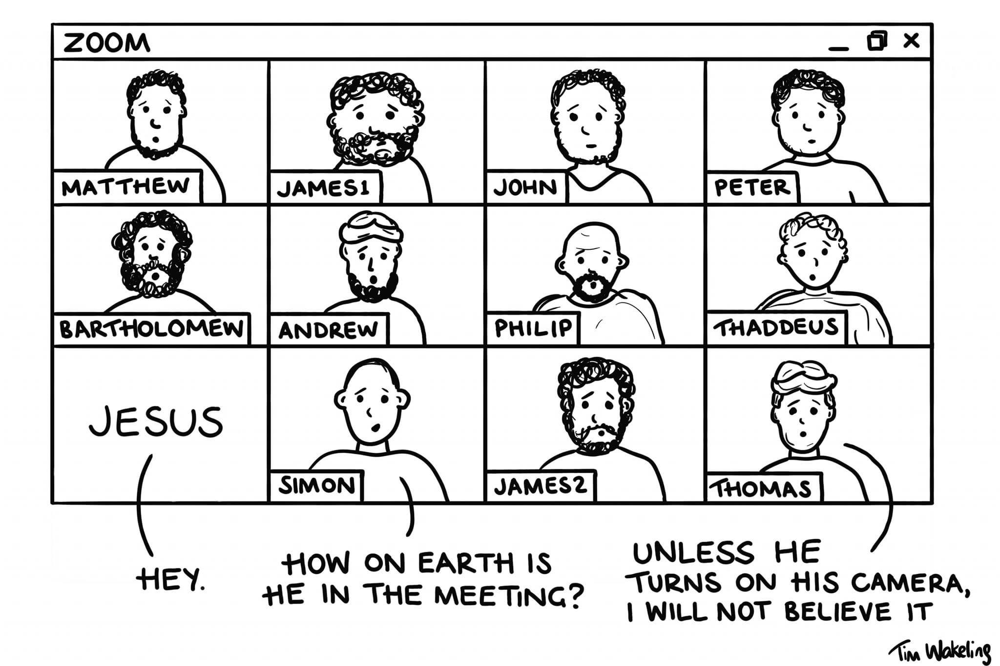 ZOOM
MATTHEW
JAMES1
JOHN
PETER
BARTHOLOMEW
ANDREW
PHILIP
THADDEUS
JESUS
SIMON
JAMES2
THOMAS
HEY.
HOW ON EARTH IS
HE IN THE MEETING?
UNLESS HE
TURNS ON HIS CAMERA,
I WILL NOT BELIEVE IT
Tim Wakeling